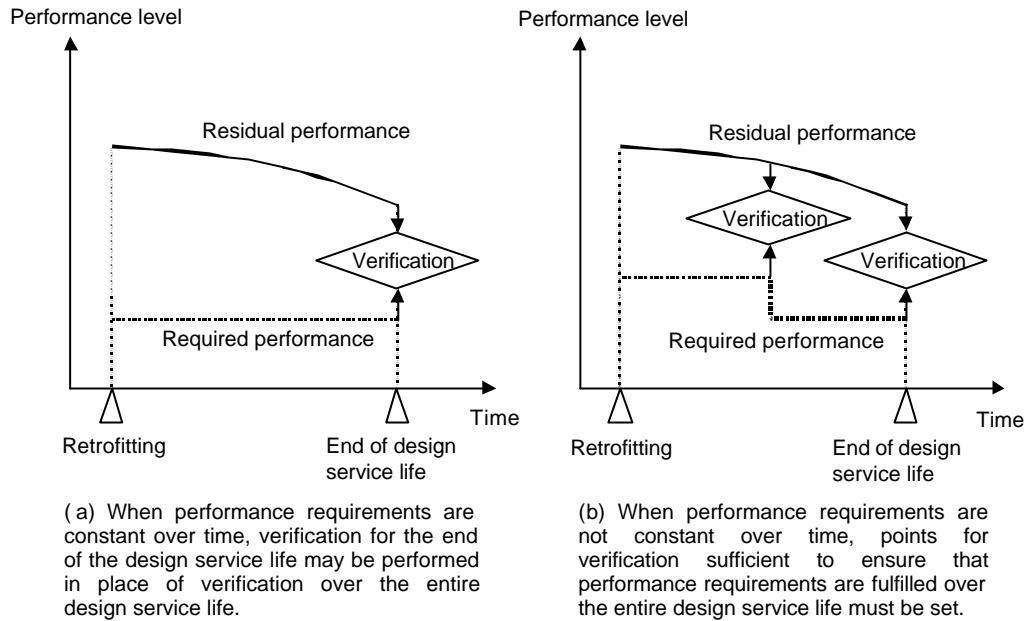 Performance level
Residual performance
Verification
Required performance
Time
Retrofitting
End of design
service life
( a) When performance requirements are
constant over time, verification for the end
of the design service life may be performed
in place of verification over the entire
design service life.
Performance level
Residual performance
Verification
Verification
Required performance
Time
Retrofitting
End of design
service life
(b) When performance requirements are
not constant over time, points for
verification sufficient to ensure that
performance requirements are fulfilled over
the entire design service life must be set.